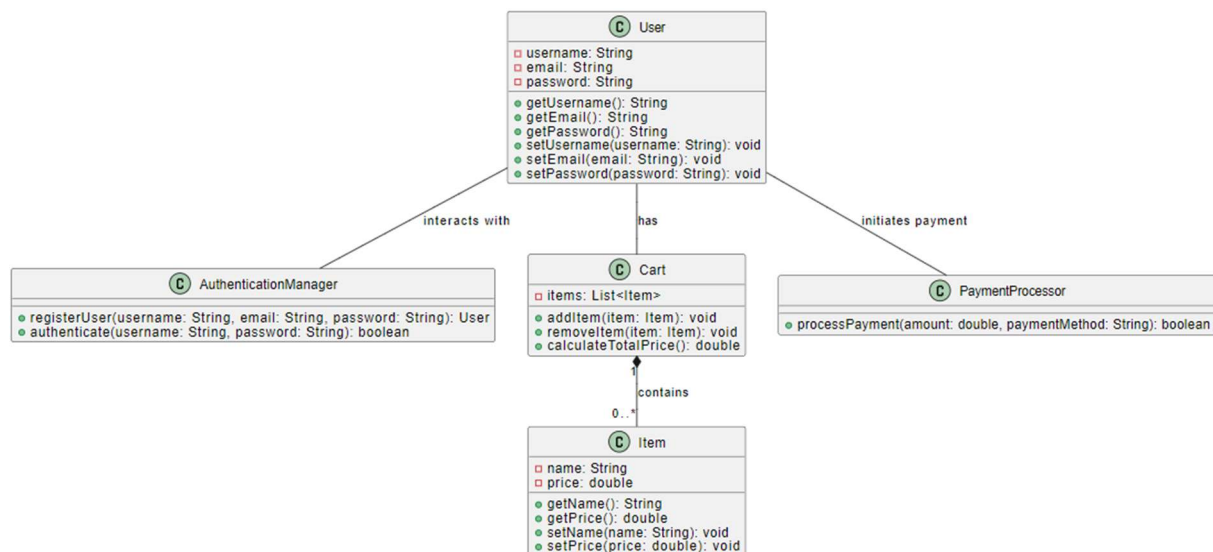 C User
username: String
email: String
password: String
getUsername(): String
getEmail(): String
getPassword(): String
setUsername(username: String): void
setEmail(email: String): void
setPassword(password: String): void
interacts with
has
initiates payment
C AuthenticationManager
registerUser(username: String, email: String, password: String): User
authenticate(username: String, password: String): boolean
C Cart
items: List<Item>
addItem(item: Item): void
removeItem(item: Item): void
calculateTotalPrice(): double
C PaymentProcessor
processPayment(amount: double, paymentMethod: String): boolean
1
contains
0..*
C Item
name: String
price: double
getName(): String
getPrice(): double
setName(name: String): void
setPrice(price: double): void